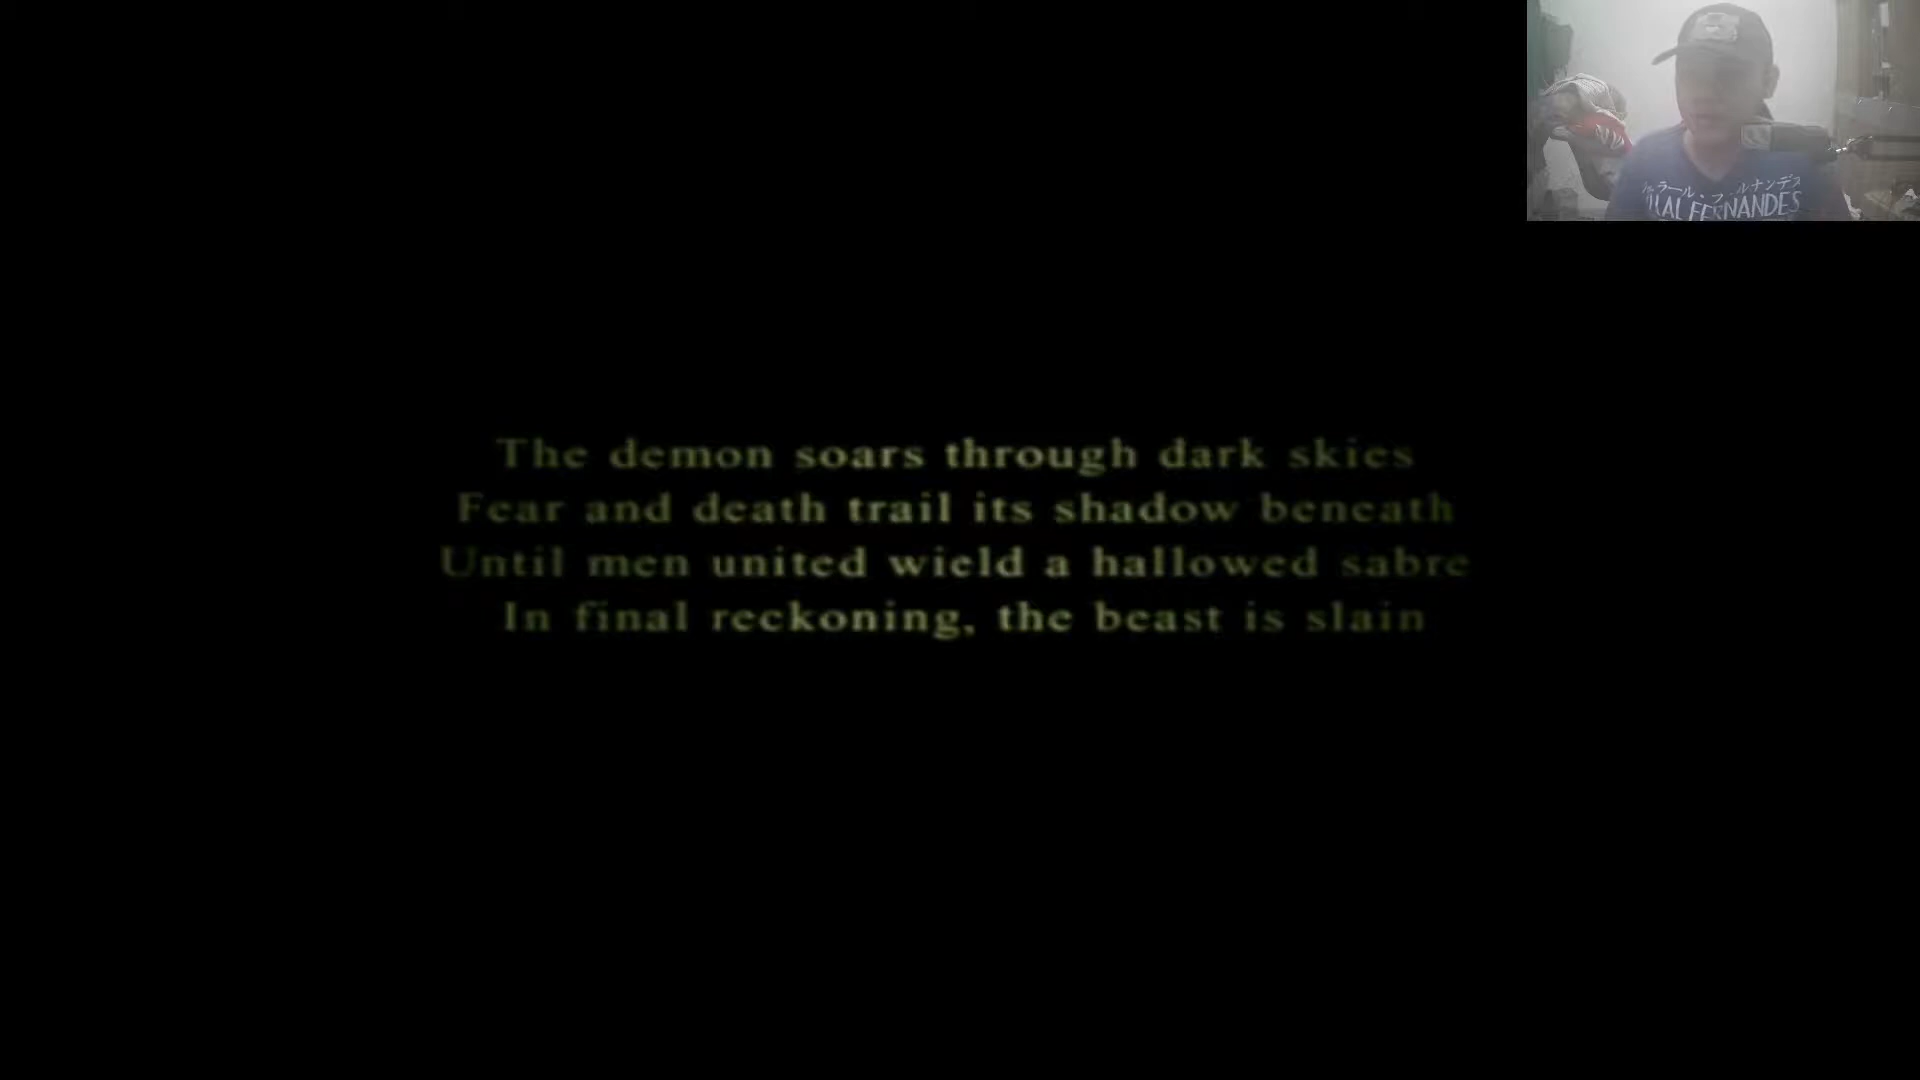 The demon soars through dark skies
Fear and death trail its shadow beneath
Until men united wield a hallowed sabre
In final reckoning, the beast is slain
FERNANDES